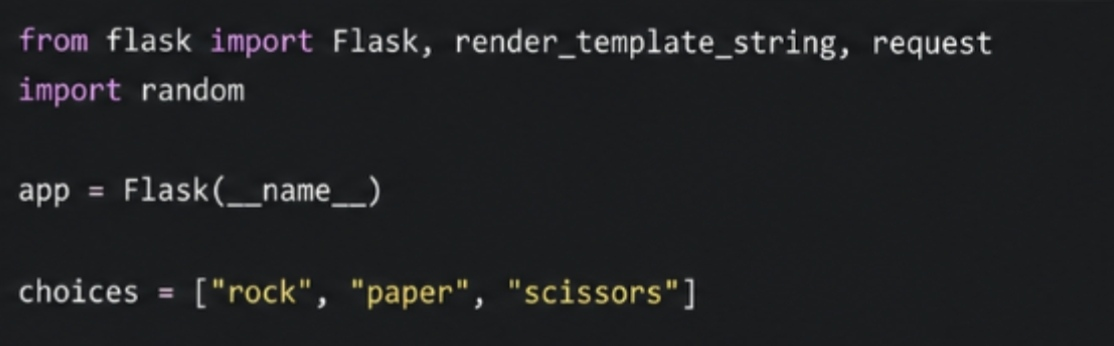 from flask import Flask, render_template_string, request
import random
app = Flask(__name__)
choices = ["rock", "paper", "scissors"]